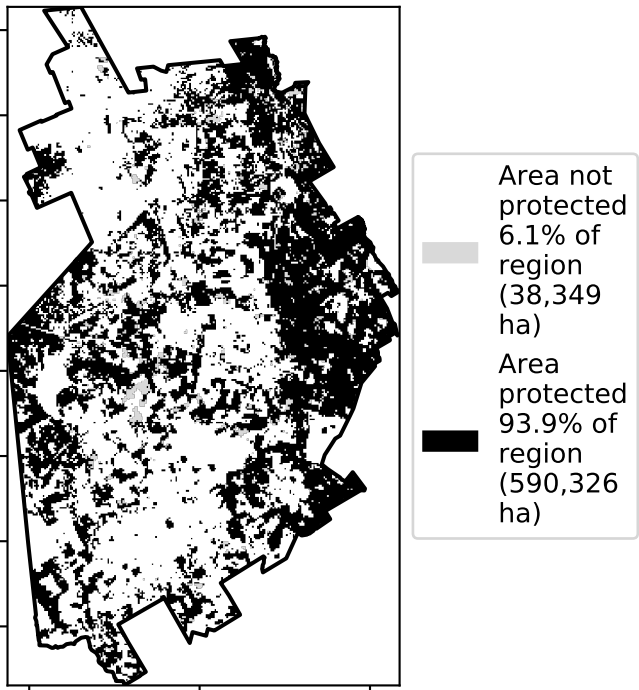 Area not
protected
6.1% of
region
(38,349
ha)
Area
protected
93.9% of
region
(590,326
ha)